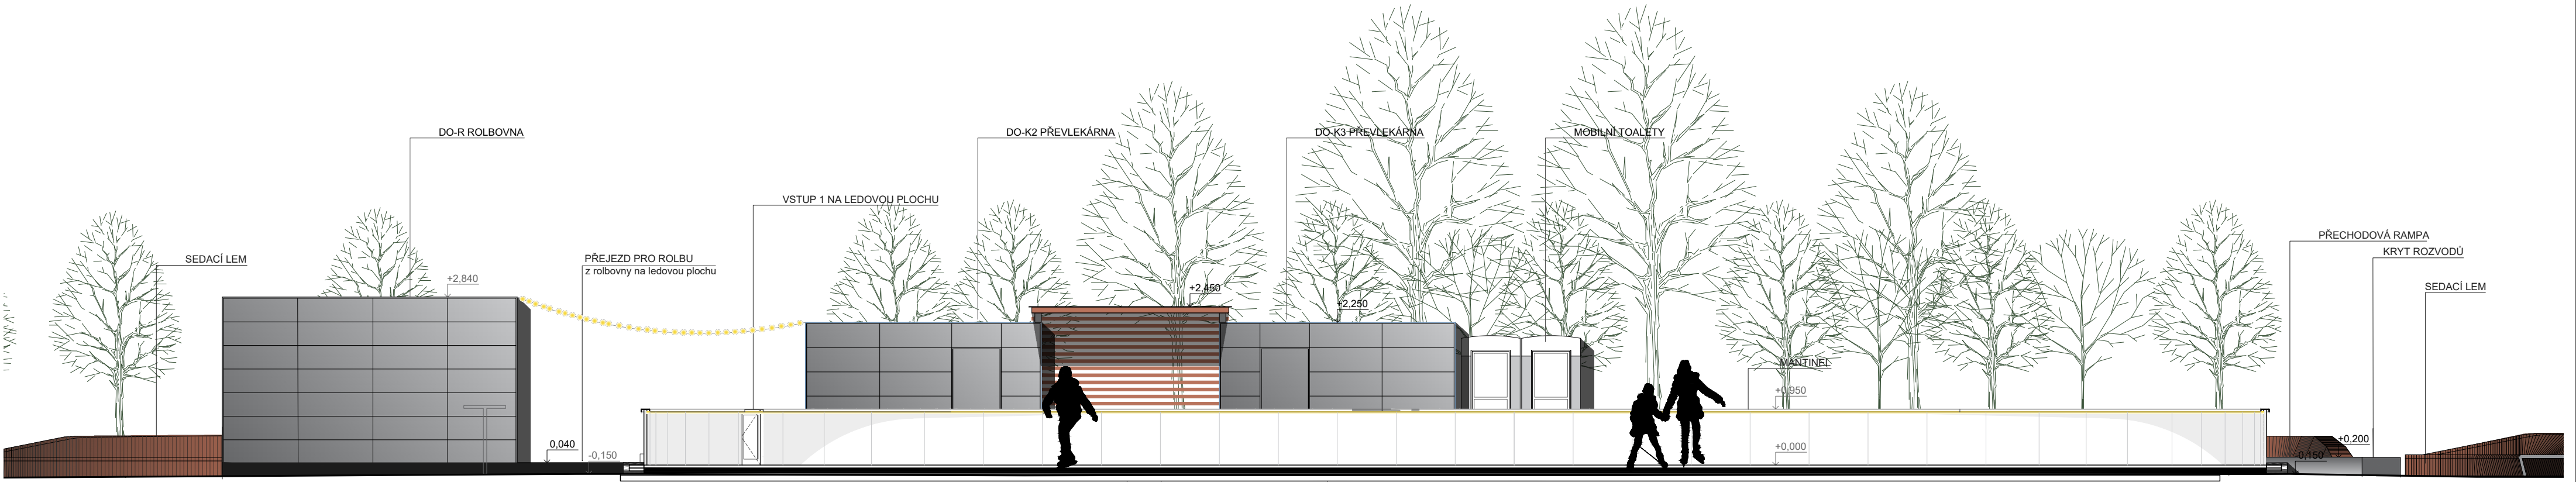 DO-R ROLBOVNA
DO-K2 PŘEVLEKÁRNA
DO-K3 PŘEVLEKÁRNA
MOBILNÍ TOALETY
VSTUP 1 NA LEDOVOU PLOCHU
PŘECHODOVÁ RAMPA
KRYT ROZVODŮ
SEDACÍ LEM
PŘEJEZD PRO ROLBU
z rolbovny na ledovou plochu
+2,840
+2,450
SEDACÍ LEM
+2,250
MANTINEL
+0,950
0,040
-0,150
+0,000
+0,200
-0,150